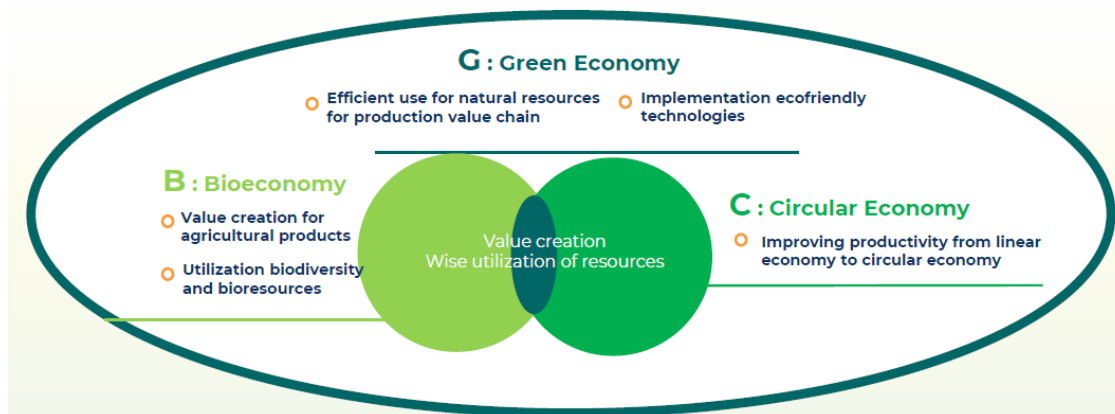 G : Green Economy
Efficient use for natural resources
for production value chain
Implementation ecofriendly
technologies
B : Bioeconomy
Value creation for
agricultural products
Utilization biodiversity
and bioresources
Value creation
Wise utilization of resources
C : Circular Economy
Improving productivity from linear
economy to circular economy